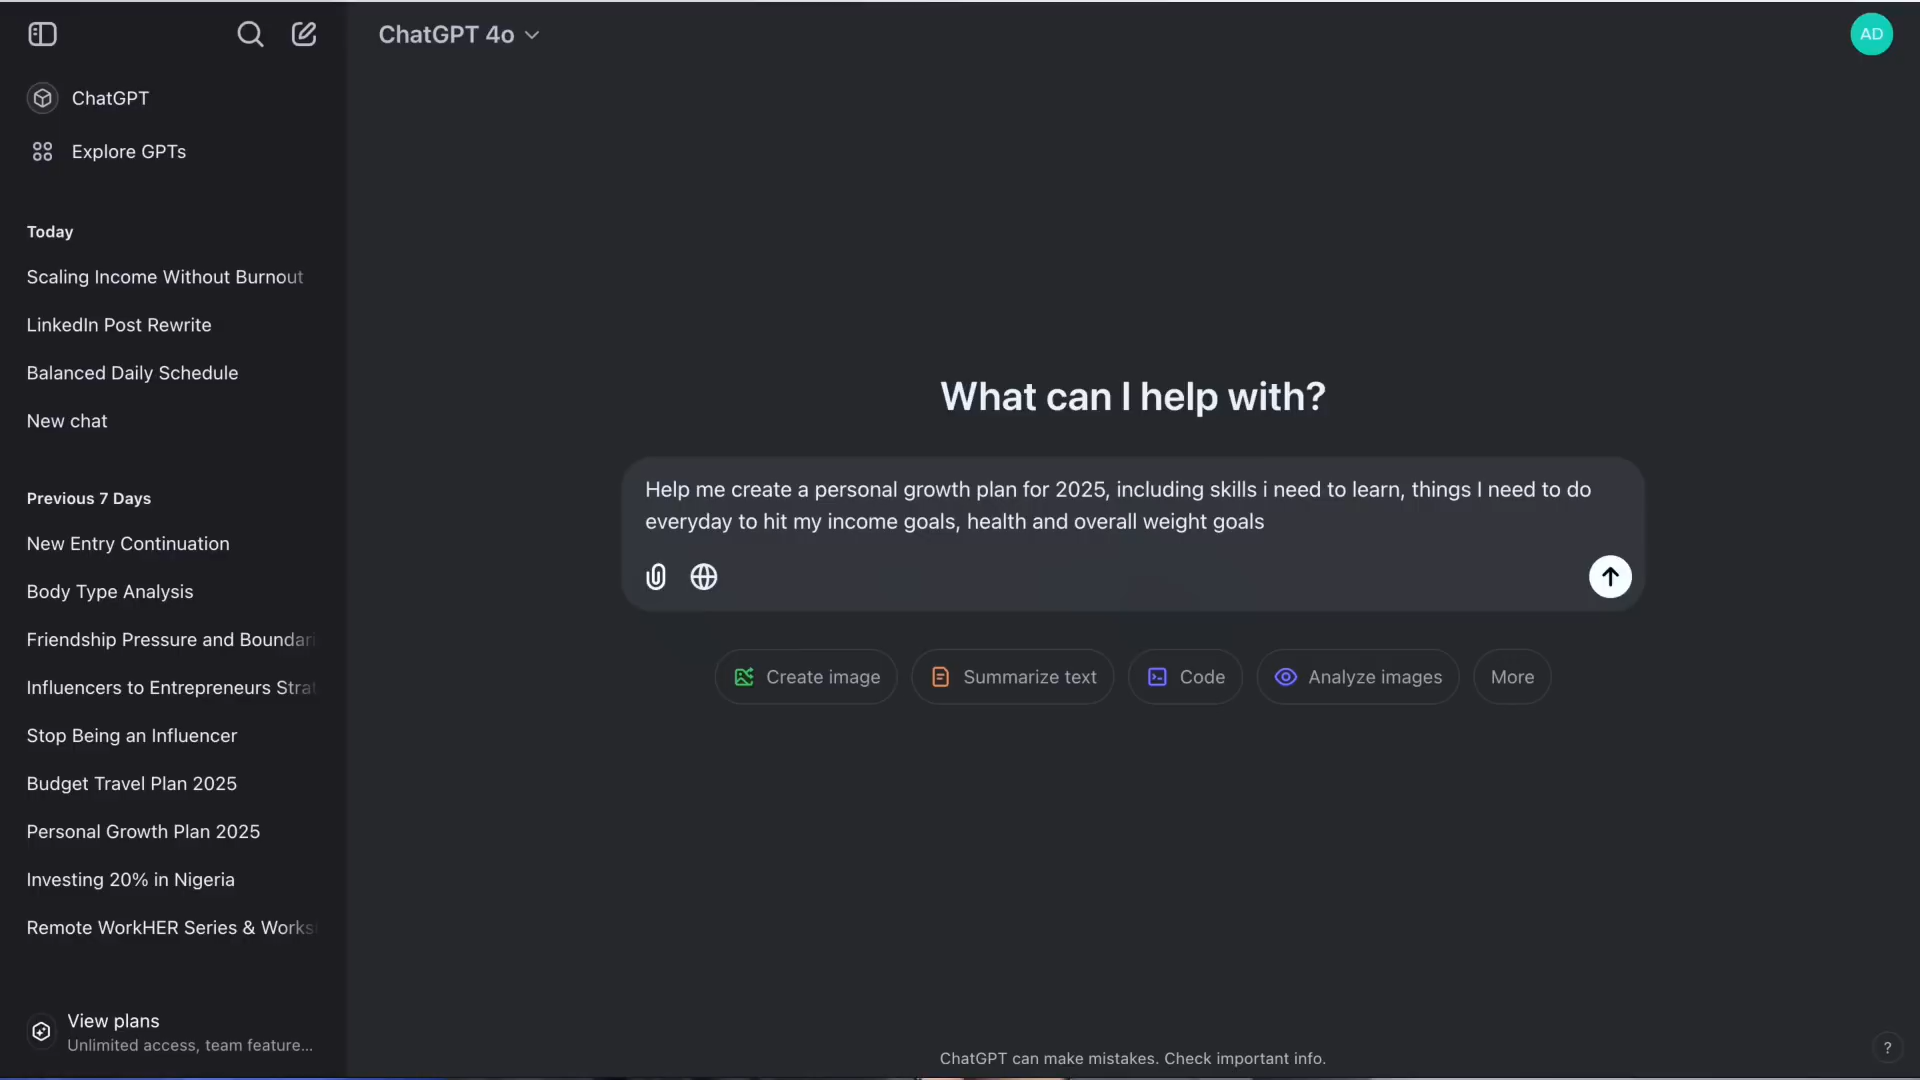 ChatGPT 4o
AD
ChatGPT
Explore GPTs
Today
Scaling Income Without Burnout
LinkedIn Post Rewrite
Balanced Daily Schedule
New chat
Previous 7 Days
New Entry Continuation
Body Type Analysis
Friendship Pressure and Boundari
Influencers to Entrepreneurs Strat
Stop Being an Influencer
Budget Travel Plan 2025
Personal Growth Plan 2025
Investing 20% in Nigeria
Remote WorkHER Series & Works
View plans
Unlimited access, team feature...
What can I help with?
Help me create a personal growth plan for 2025, including skills i need to learn, things I need to do
everyday to hit my income goals, health and overall weight goals
Create image
Summarize text
Code
Analyze images
More
ChatGPT can make mistakes. Check important info.
?